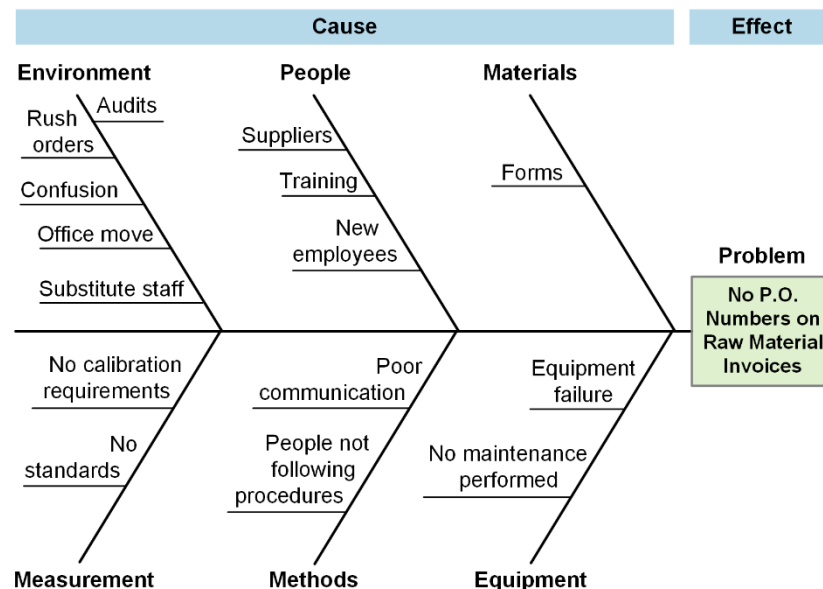 Cause
Effect
Environment
People
Materials
Audits
Rush
orders
Confusion
Office move
Substitute staff
Suppliers
Training
New
employees
Forms
Problem
No P.O.
Numbers on
Raw Material
Invoices
No calibration
requirements
No
standards
Poor
communication
People not
following
procedures
Equipment
failure
No maintenance
performed
Measurement
Methods
Equipment